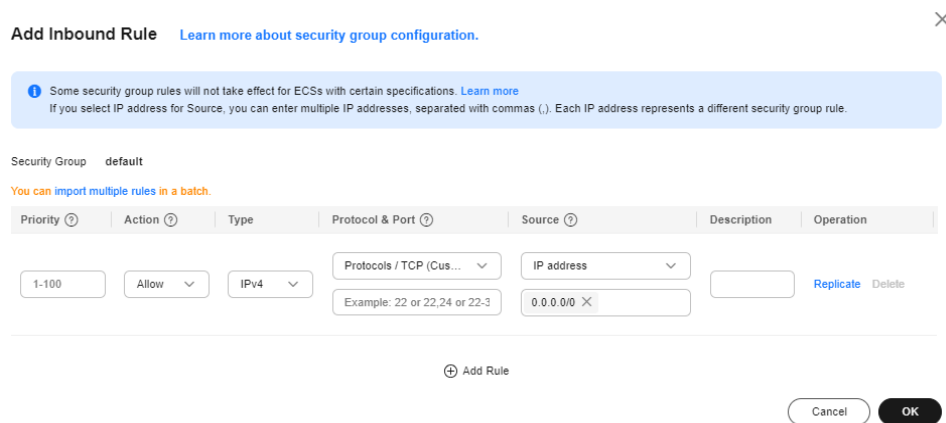 Add Inbound Rule Learn more about security group configuration.
Some security group rules will not take effect for ECSs with certain specifications. Learn more
If you select IP address for Source, you can enter multiple IP addresses, separated with commas (,). Each IP address represents a different security group rule.
Security Group default
You can import multiple rules in a batch.
Priority Action Type Protocol & Port Source Description Operation
Protocols / TCP (Cus... IP address
1-100 Allow IPv4 Replicate Delete
Example: 22 or 22,24 or 22-3 0.0.0.0/0
Add Rule
Cancel OK